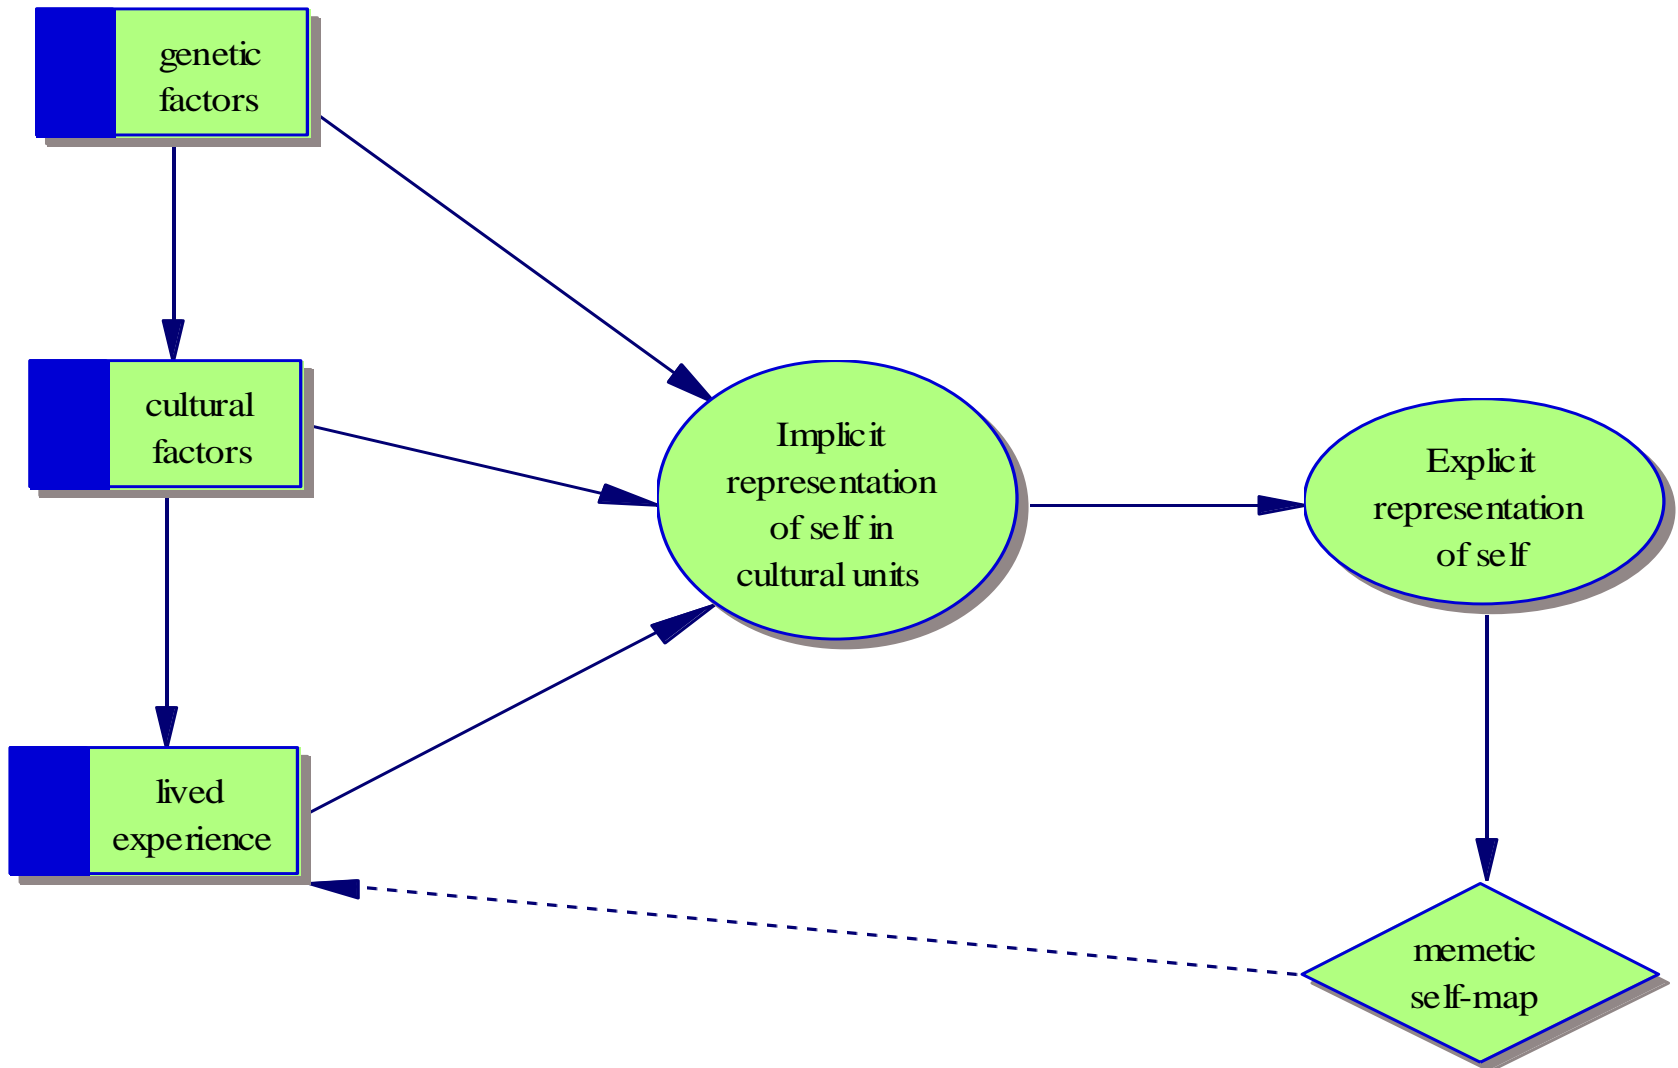 genetic
factors
cultural
factors
Implicit
representation
of self in
cultural units
Explicit
representation
of self
lived
experience
memetic
self-map